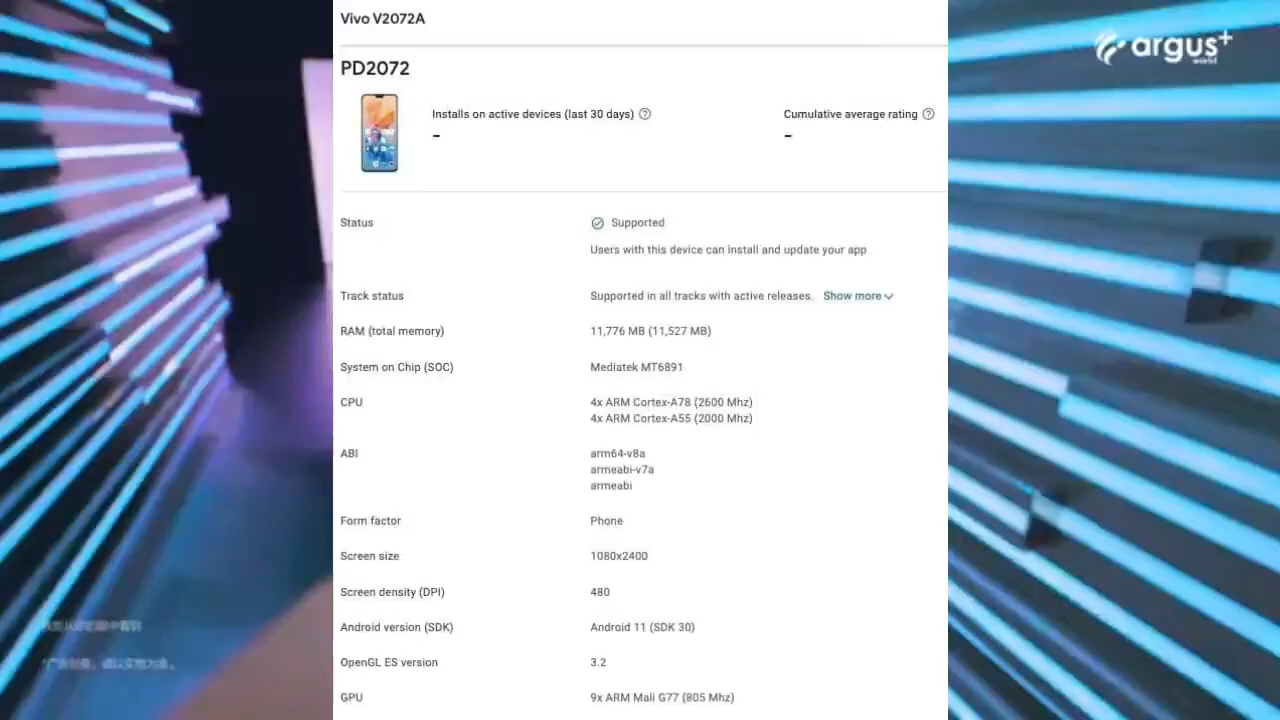 Vivo V2072A
argus+
world
PD2072
Installs on active devices (last 30 days)
Cumulative average rating
–
–
Status
Supported
Users with this device can install and update your app
Track status
Supported in all tracks with active releases. Show more
RAM (total memory)
11,776 MB (11,527 MB)
System on Chip (SOC)
Mediatek MT6891
CPU
4x ARM Cortex-A78 (2600 Mhz)
4x ARM Cortex-A55 (2000 Mhz)
ABI
arm64-v8a
armeabi-v7a
armeabi
Form factor
Phone
Screen size
1080x2400
Screen density (DPI)
480
Android version (SDK)
Android 11 (SDK 30)
OpenGL ES version
3.2
GPU
9x ARM Mali G77 (805 Mhz)